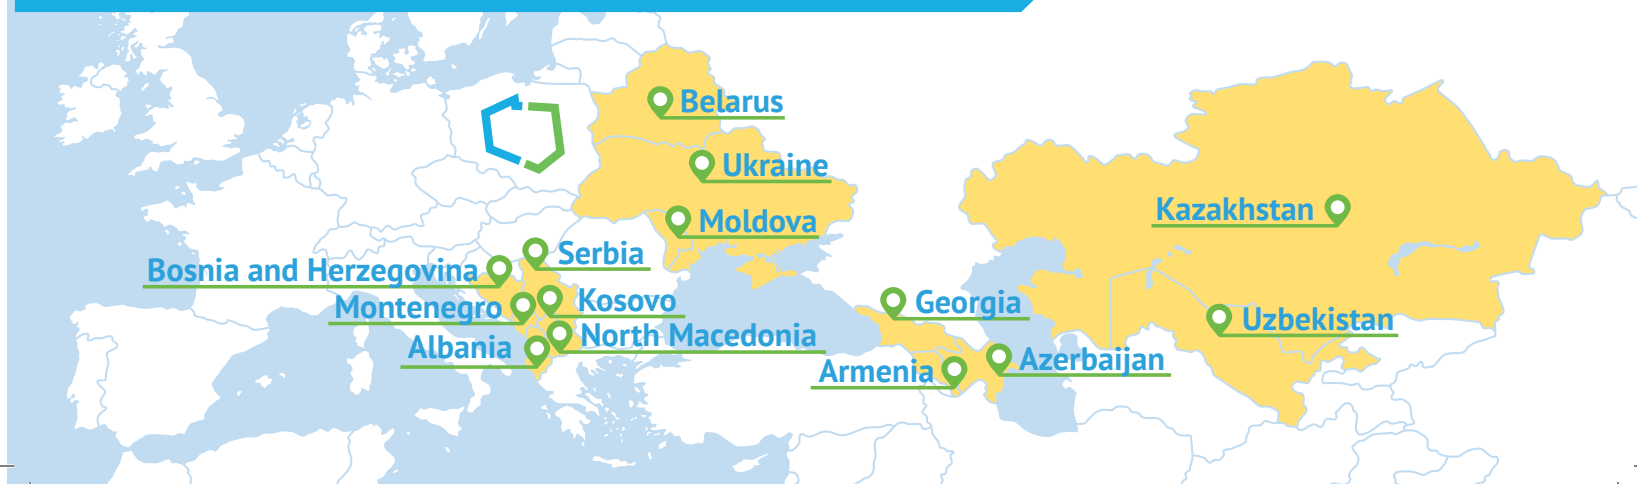 Belarus
Ukraine
Moldova
Kazakhstan
Serbia
Bosnia and Herzegovina
Kosovo
Montenegro
Georgia
Uzbekistan
North Macedonia
Albania
Azerbaijan
Armenia